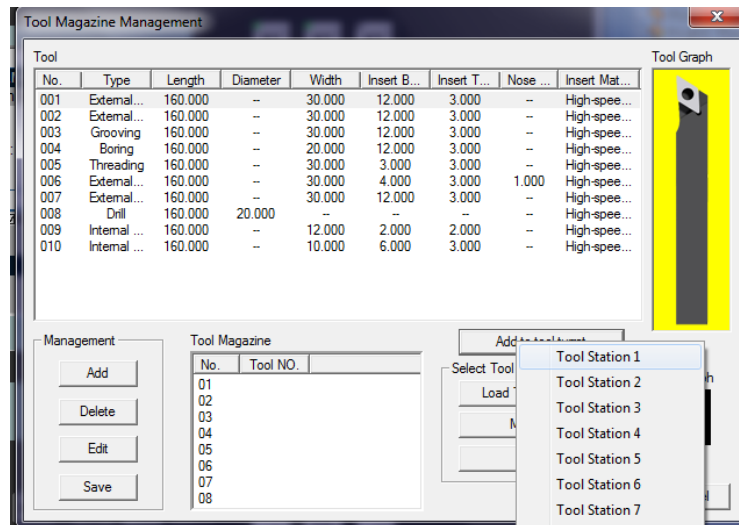 Tool Magazine Management
Tool
Tool Graph
No. Type Length Diameter Width Insert B... Insert T... Nose ... Insert Mat...
001 External... 160.000 -- 30.000 12.000 3.000 -- High-spee...
002 External... 160.000 -- 30.000 12.000 3.000 -- High-spee...
003 Grooving 160.000 -- 30.000 12.000 3.000 -- High-spee...
004 Boring 160.000 -- 20.000 12.000 3.000 -- High-spee...
005 Threading 160.000 -- 30.000 3.000 3.000 -- High-spee...
006 External... 160.000 -- 30.000 4.000 3.000 1.000 High-spee...
007 External... 160.000 -- 30.000 12.000 3.000 -- High-spee...
008 Drill 160.000 20.000 -- -- -- -- High-spee...
009 Internal ... 160.000 -- 12.000 2.000 2.000 -- High-spee...
010 Internal ... 160.000 -- 10.000 6.000 3.000 -- High-spee...
Management
Add
Delete
Edit
Save
Tool Magazine
No. Tool NO.
01
02
03
04
05
06
07
08
Add to tool
Select Tool
Load
Tool Station 1
Tool Station 2
Tool Station 3
Tool Station 4
Tool Station 5
Tool Station 6
Tool Station 7